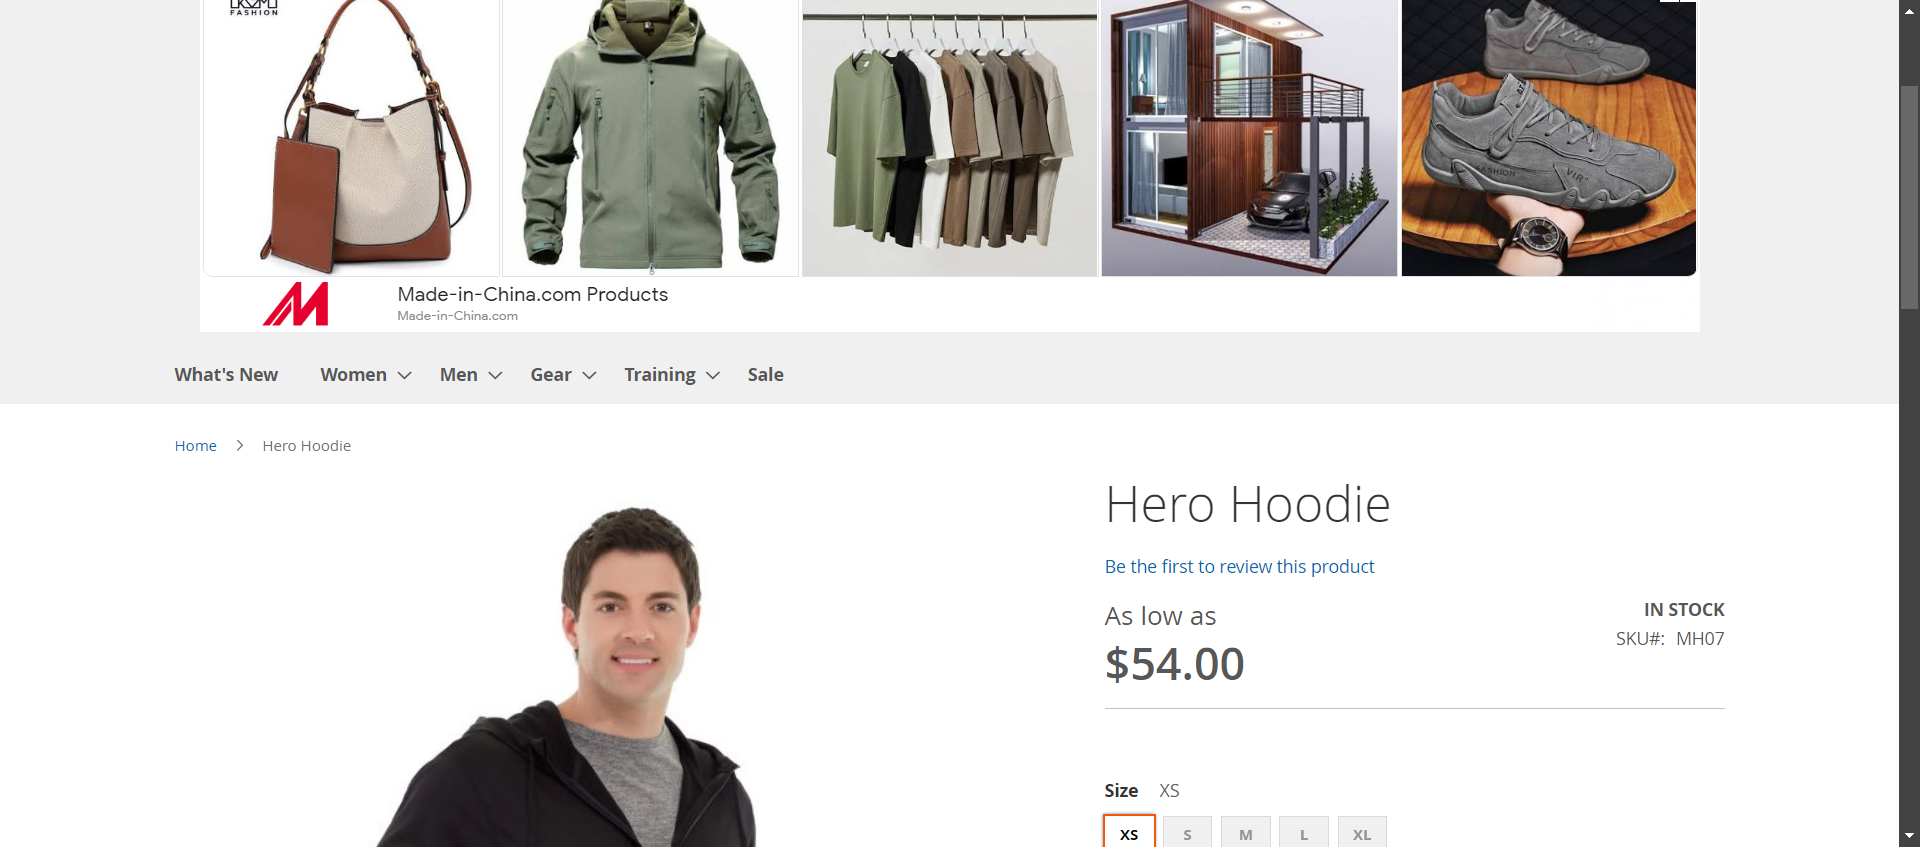 FASHION
FASHION
VIR"
Made-in-China.com Products
Made-in-China.com
What's New Women Men Gear Training Sale
Home Hero Hoodie
Hero Hoodie
Be the first to review this product
As low as
IN STOCK
$54.00
SKU#: MH07
Size XS
XS S M L XL